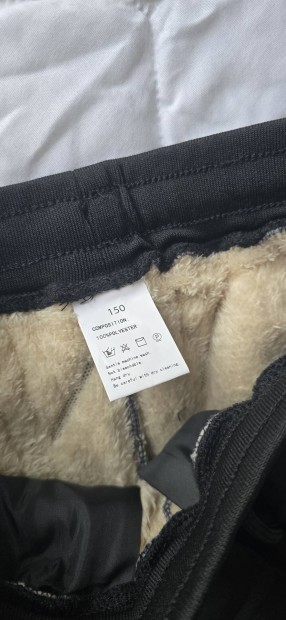 150
COMPOSITION:
100%POLYESTER
Gentle machine wash.
Not bleachable.
Hang dry.
Be careful with dry cleaning.